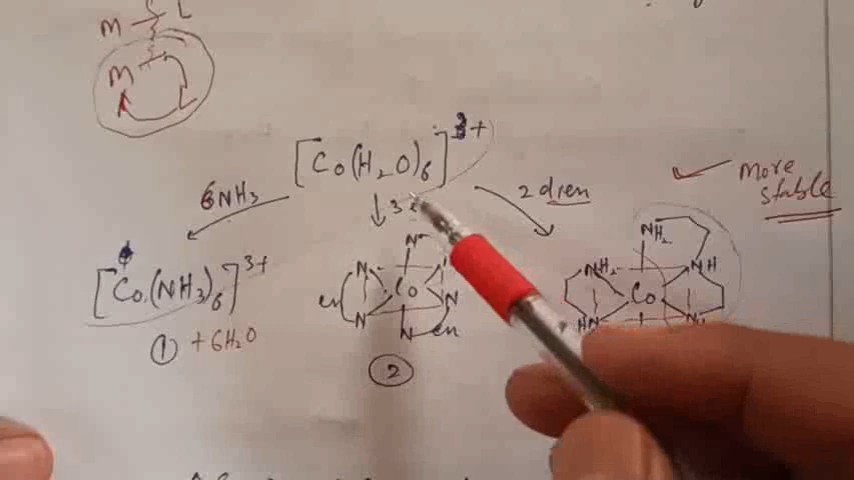 M L
M L
[Co(H₂O)₆]³⁺
6NH₃
3 e
2 dien
more
stable
[Co(NH₃)₆]³⁺
① + 6H₂O
N
N
en
Co
N
N
N
en
②
NH₂
NH₂
NH
Co
HN